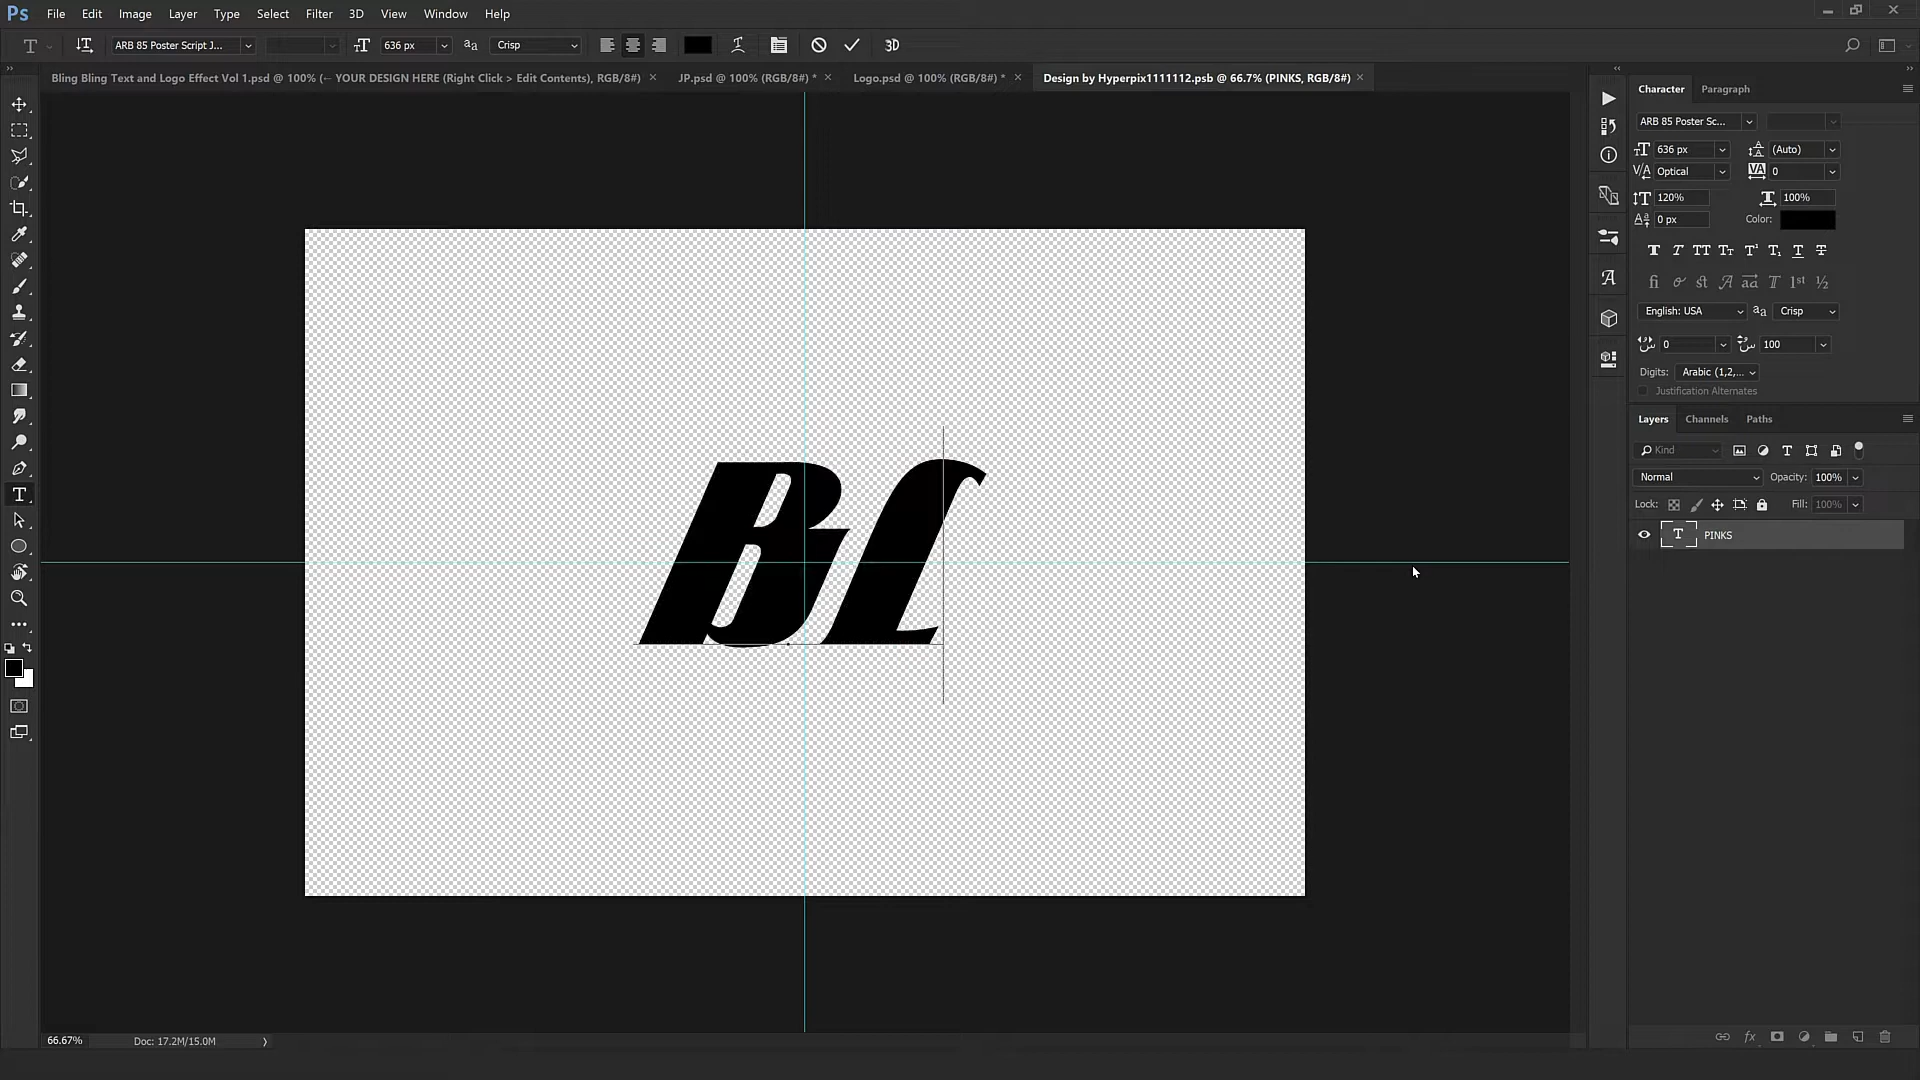 Ps File Edit Image Layer Type Select Filter 3D View Window Help
ARB 85 Poster Script J... 636 px Crisp 3D
Bling Bling Text and Logo Effect Vol 1.psd @ 100% (← YOUR DESIGN HERE (Right Click > Edit Contents), RGB/8#) JP.psd @ 100% (RGB/8#) * Logo.psd @ 100% (RGB/8#) * Design by Hyperpix1111112.psb @ 66.7% (PINKS, RGB/8#)
Character Paragraph
ARB 85 Poster Sc...
636 px (Auto)
Optical 0
120% 100%
0 px Color:
English: USA Crisp
0 100
Digits: Arabic (1,2,...
Justification Alternates
Layers Channels Paths
Kind
Normal Opacity: 100%
Lock: Fill: 100%
PINKS
BL
66.67% Doc: 17.2M/15.0M